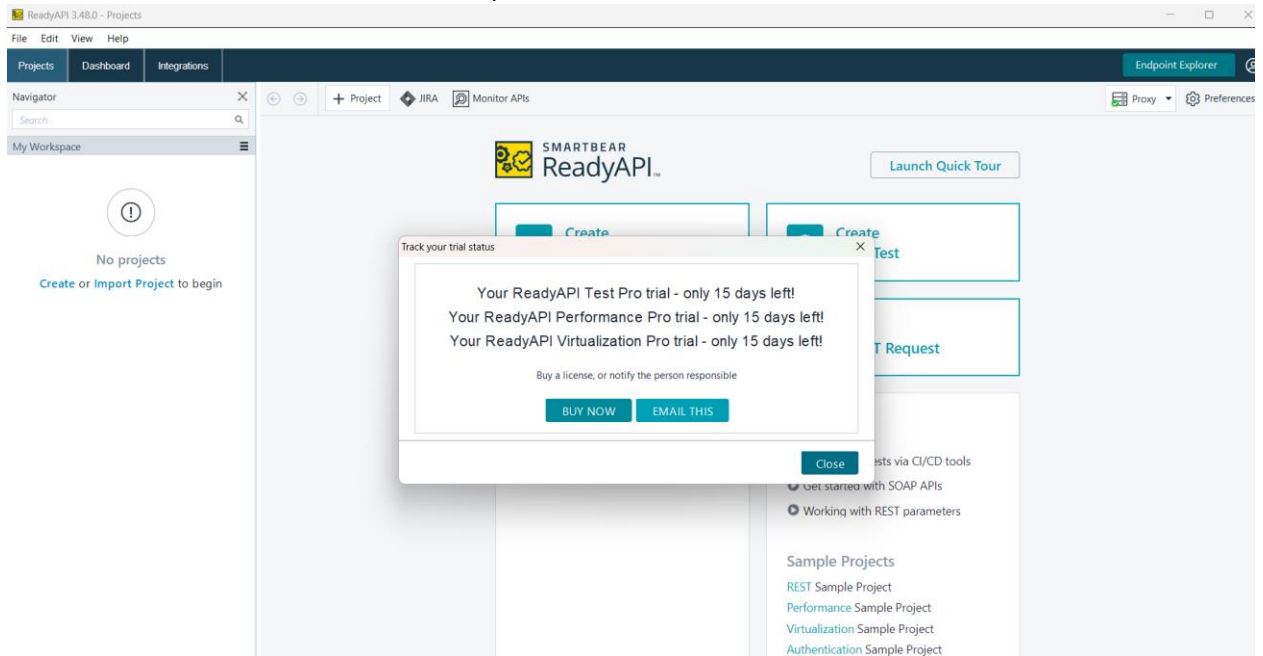 ReadyAPI 3.48.0 - Projects
File Edit View Help
Projects Dashboard Integrations Endpoint Explorer
Navigator
+ Project JIRA Monitor APIs Proxy Preferences
Search
My Workspace
SMARTBEAR
ReadyAPI™
Launch Quick Tour
No projects
Create or Import Project to begin
Create
Create
Test
T Request
Track your trial status
Your ReadyAPI Test Pro trial - only 15 days left!
Your ReadyAPI Performance Pro trial - only 15 days left!
Your ReadyAPI Virtualization Pro trial - only 15 days left!
Buy a license, or notify the person responsible
BUY NOW EMAIL THIS
Close
ests via CI/CD tools
Get started with SOAP APIs
Working with REST parameters
Sample Projects
REST Sample Project
Performance Sample Project
Virtualization Sample Project
Authentication Sample Project